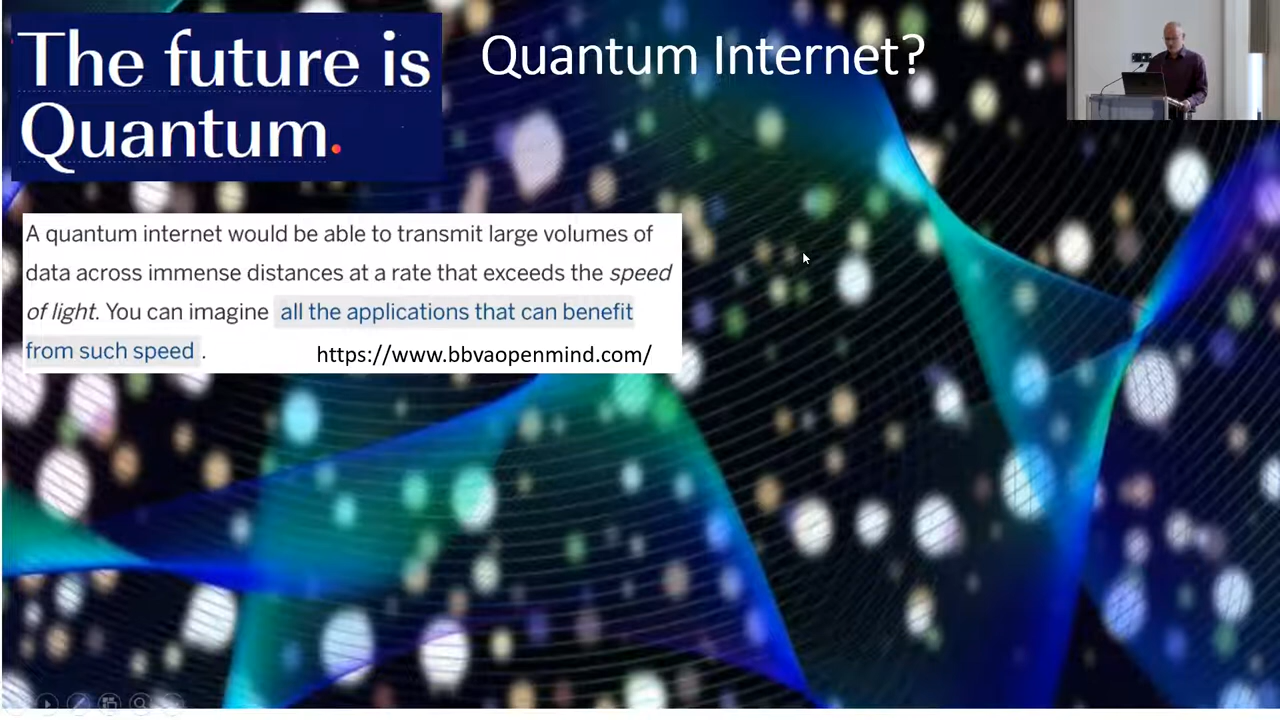 The future is
Quantum.
Quantum Internet?
A quantum internet would be able to transmit large volumes of
data across immense distances at a rate that exceeds the speed
of light. You can imagine all the applications that can benefit
from such speed .
https://www.bbvaopenmind.com/